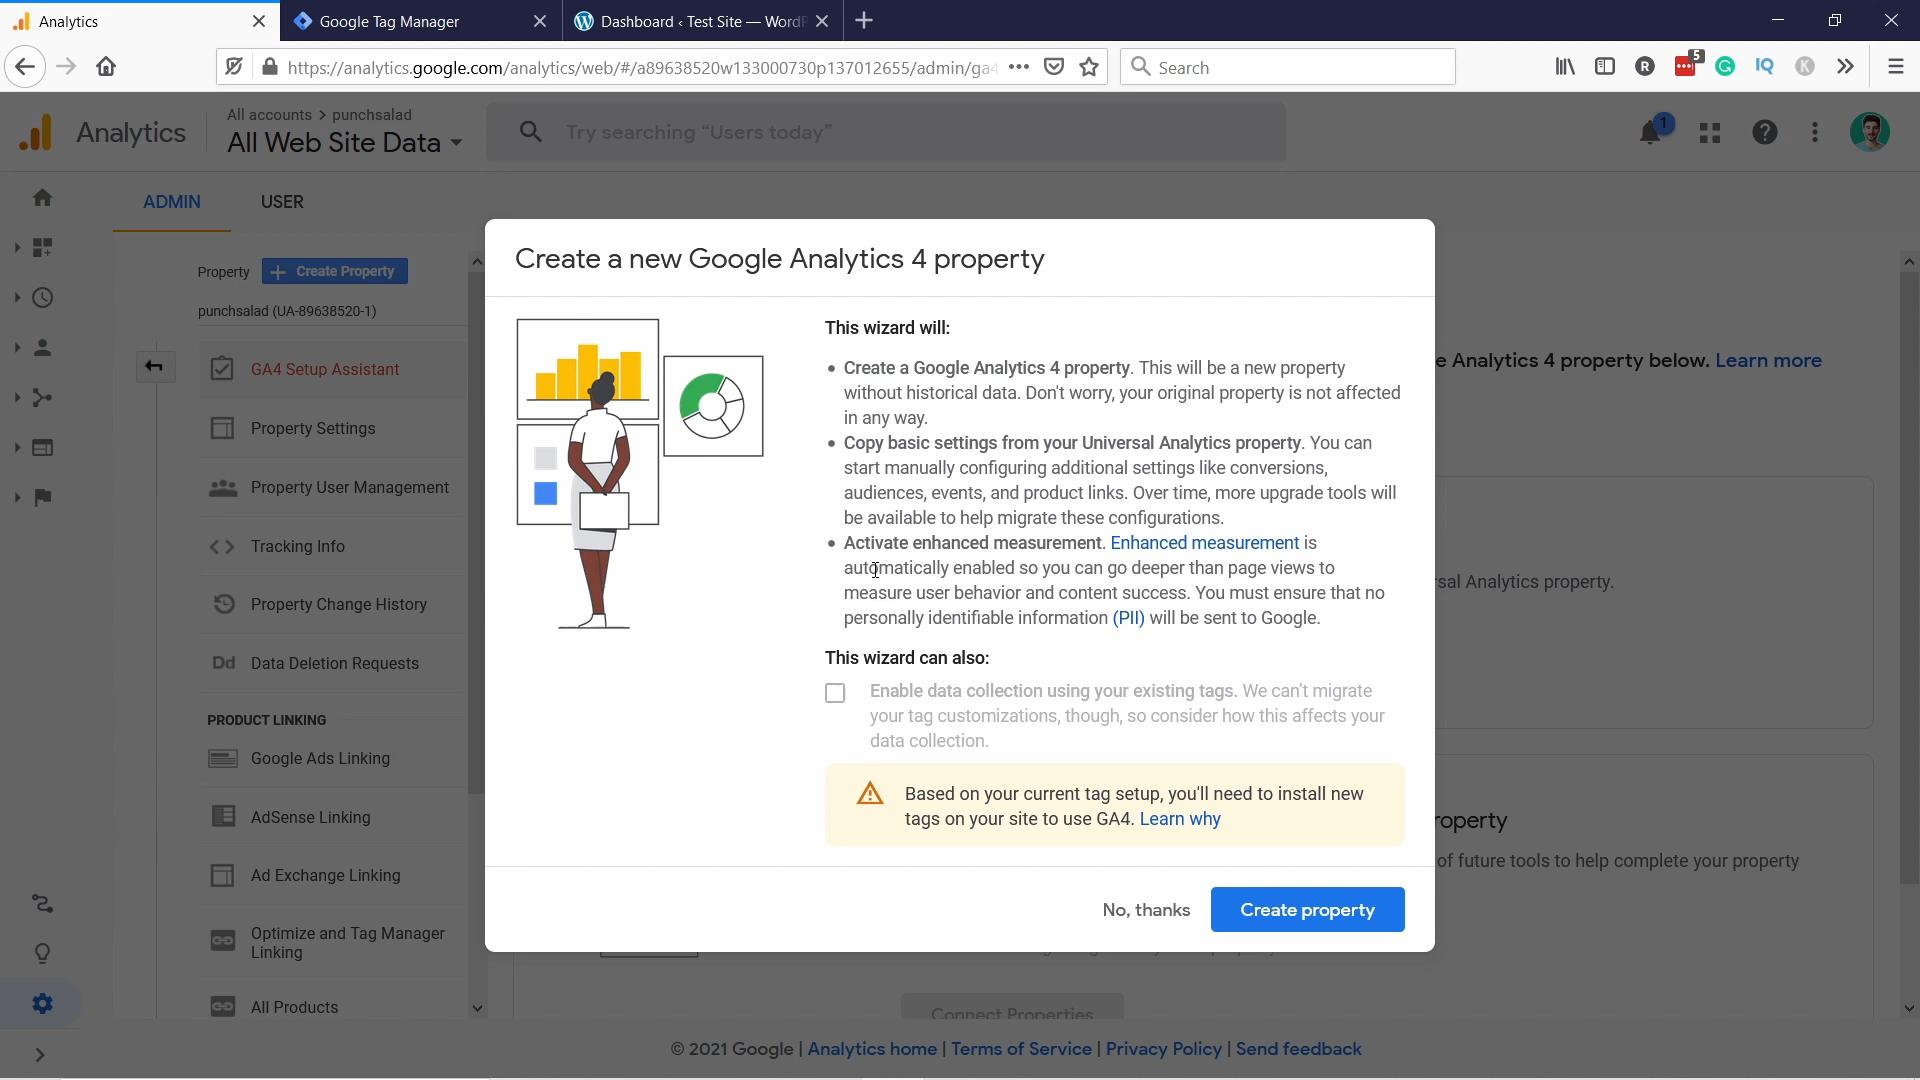 Analytics
Google Tag Manager
Dashboard ‹ Test Site — WordP
https://analytics.google.com/analytics/web/#/a89638520w133000730p137012655/admin/ga4
Search
5
R
IQ
K
Analytics
All accounts > punchsalad
All Web Site Data
Try searching “Users today”
1
ADMIN
USER
Property
Create Property
punchsalad (UA-89638520-1)
GA4 Setup Assistant
Property Settings
Property User Management
Tracking Info
Property Change History
Dd Data Deletion Requests
PRODUCT LINKING
Google Ads Linking
AdSense Linking
Ad Exchange Linking
Optimize and Tag Manager
Linking
All Products
Create a new Google Analytics 4 property
This wizard will:
• Create a Google Analytics 4 property. This will be a new property
without historical data. Don't worry, your original property is not affected
in any way.
• Copy basic settings from your Universal Analytics property. You can
start manually configuring additional settings like conversions,
audiences, events, and product links. Over time, more upgrade tools will
be available to help migrate these configurations.
• Activate enhanced measurement. Enhanced measurement is
automatically enabled so you can go deeper than page views to
measure user behavior and content success. You must ensure that no
personally identifiable information (PII) will be sent to Google.
This wizard can also:
Enable data collection using your existing tags. We can't migrate
your tag customizations, though, so consider how this affects your
data collection.
Based on your current tag setup, you'll need to install new
tags on your site to use GA4. Learn why
No, thanks
Create property
e Analytics 4 property below. Learn more
sal Analytics property.
roperty
of future tools to help complete your property
Connect Properties
© 2021 Google | Analytics home | Terms of Service | Privacy Policy | Send feedback